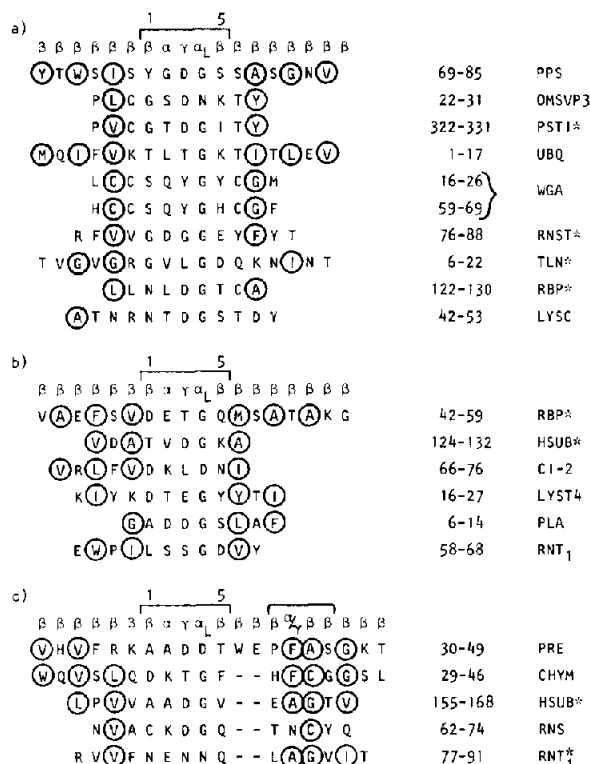 a) 1 5
β β β β β β β α γ αL β β β β β β β
Y T W S I S Y G D G S S A S G N V 69-85 PPS
P L C G S D N K T Y 22-31 OMSVP3
P V C G T D G I T Y 322-331 PSTI*
M Q I F V K T L T G K T I T L E V 1-17 UBQ
L C C S Q Y G Y C G M 16-26
WGA
H C C S Q Y G H C G F 59-69
R F V V G D G G E Y F Y T 76-88 RNST*
T V G V G R G V L G D Q K N I N T 6-22 TLN*
L L N L D G T C A 122-130 RBP*
A T N R N T D G S T D Y 42-53 LYSC
b) 1 5
β β β β β β β α γ αL β β β β β β β
V A E F S V D E T G Q M S A T A K G 42-59 RBP*
V D A T V D G K A 124-132 HSUB*
V R L F V D K L D N I 66-76 CI-2
K I Y K D T E G Y Y T I 16-27 LYST4
G A D D G S L A F 6-14 PLA
E W P I L S S G D V Y 58-68 RNT1
c) 1 5
β β β β β β β α γ αL β β β β α/γ β β β
V H V F R K A A D D T W E P F A S G K T 30-49 PRE
W Q V S L Q D K T G F - - H F C G G S L 29-46 CHYM
L P V V A A D G V - - E A G T V 155-168 HSUB*
N V A C K D G Q - - T N C Y Q 62-74 RNS
R V V F N E N N Q - - L A G V I T 77-91 RNT1*